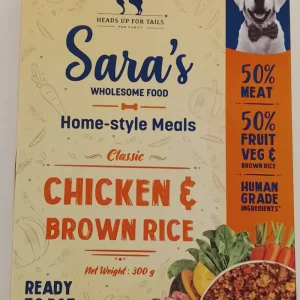 HEADS UP FOR TAILS
Sara's
WHOLESOME FOOD
Home-style Meals
Classic
CHICKEN &
BROWN RICE
Net Weight : 300 g
READY
50%
MEAT
50%
FRUIT
VEG &
BROWN RICE
HUMAN
GRADE
INGREDIENTS*